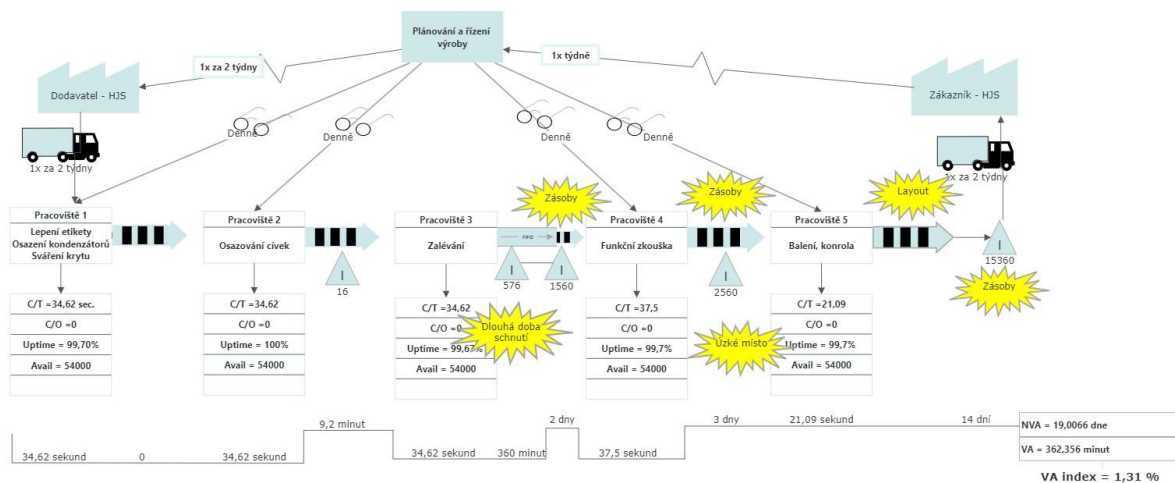 Plánování a řízení
výroby
1x za 2 týdny
1x týdně
Dodavatel - HJS
Zákazník - HJS
Denně
Denně
Denně
Denně
1x za 2 týdny
1x za 2 týdny
Zásoby
Zásoby
Layout
Pracoviště 1
Lepení etikety
Osazení kondenzátorů
Sváření krytu
Pracoviště 2
Osazování cívek
Pracoviště 3
Zalévání
FIFO
Pracoviště 4
Funkční zkouška
Pracoviště 5
Balení, konrola
I
16
I
576
I
1560
I
2560
I
15360
Zásoby
C/T =34,62 sec.
C/O =0
Uptime = 99,70%
Avail = 54000
C/T =34,62
C/O =0
Uptime = 100%
Avail = 54000
C/T =34,62
C/O =0
Uptime = 99,67%
Avail = 54000
Dlouhá doba
schnutí
C/T =37,5
C/O =0
Uptime = 99,7%
Avail = 54000
Úzké místo
C/T =21,09
C/O =0
Uptime = 99,7%
Avail = 54000
34,62 sekund
0
34,62 sekund
9,2 minut
34,62 sekund
360 minut
2 dny
37,5 sekund
3 dny
21,09 sekund
14 dní
NVA = 19,0066 dne
VA = 362,356 minut
VA index = 1,31 %